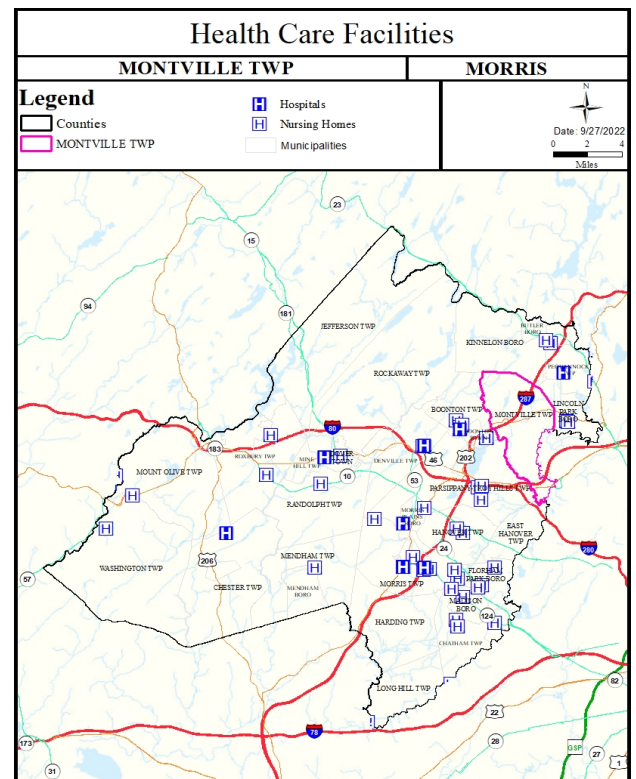 Health Care Facilities
MONTVILLE TWP
MORRIS
Legend
Counties
MONTVILLE TWP
H Hospitals
H Nursing Homes
Municipalities
N
Date: 9/27/2022
0 2 4
Miles
23
15
94
181
JEFFERSON TWP
BUTLER
BORO
KINNELON BORO
ROCKAWAY TWP
287
LINCOLN
PARK
BOONTON TWP
MONTVILLE TWP
80
183
ROXBURY TWP
MINE
HILL TWP
DENVILLE TWP
46
202
MOUNT OLIVE TWP
10
53
RANDOLPH TWP
EAST
HANOVER
TWP
HANOVER TWP
24
280
206
WASHINGTON TWP
57
MENDHAM TWP
CHESTER TWP
MENDHAM
BORO
MORRIS TWP
PARK BORO
BORO
124
HARDING TWP
CHATHAM TWP
LONG HILL TWP
82
22
78
173
28
GSP
27
1
31